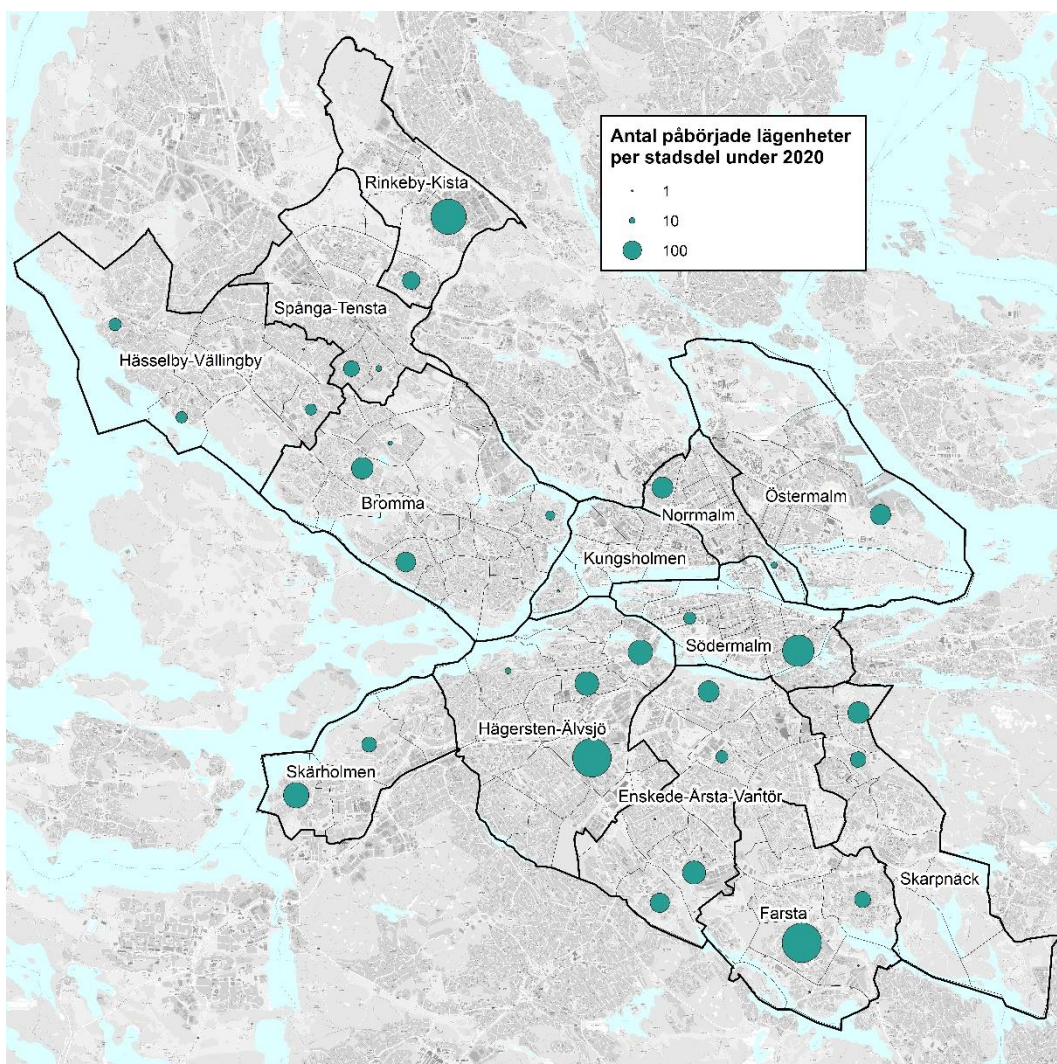 Antal påbörjade lägenheter
per stadsdel under 2020
1
10
100
Rinkeby-Kista
Spånga-Tensta
Hässelby-Vällingby
Bromma
Norrmalm
Östermalm
Kungsholmen
Södermalm
Hägersten-Älvsjö
Skärholmen
Enskede-Årsta-Vantör
Skarpnäck
Farsta